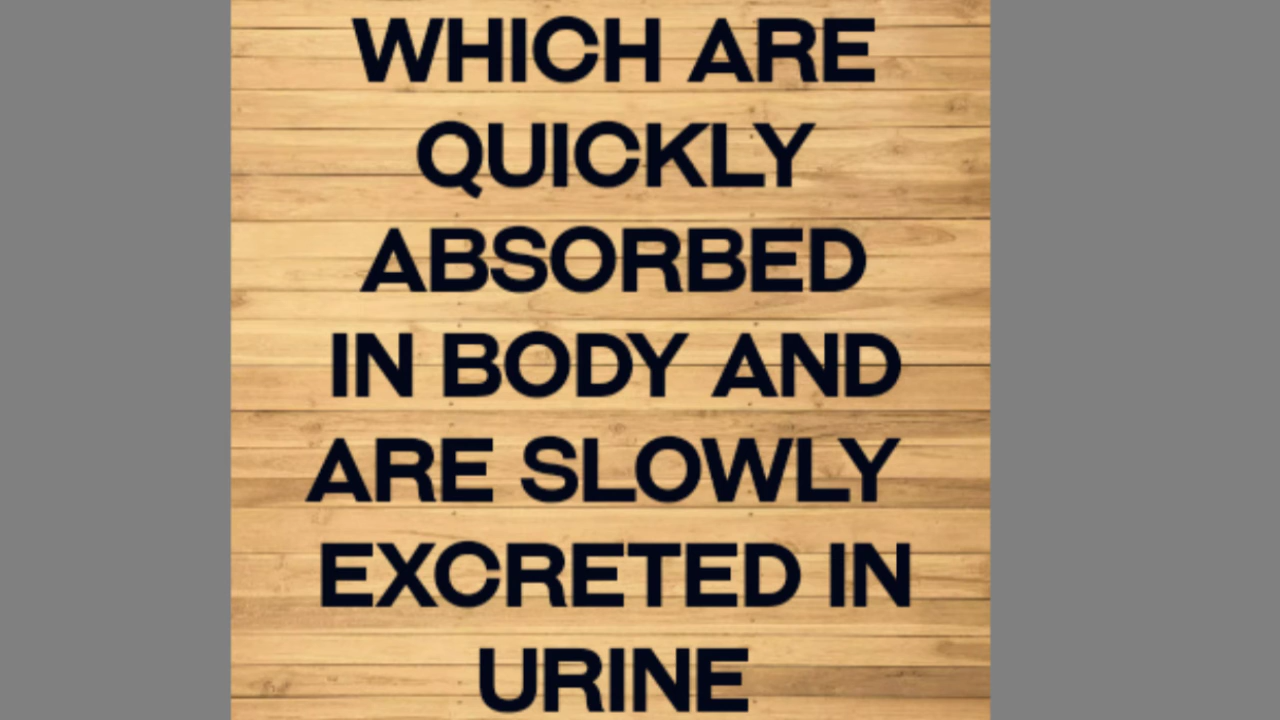 WHICH ARE
QUICKLY
ABSORBED
IN BODY AND
ARE SLOWLY
EXCRETED IN
URINE